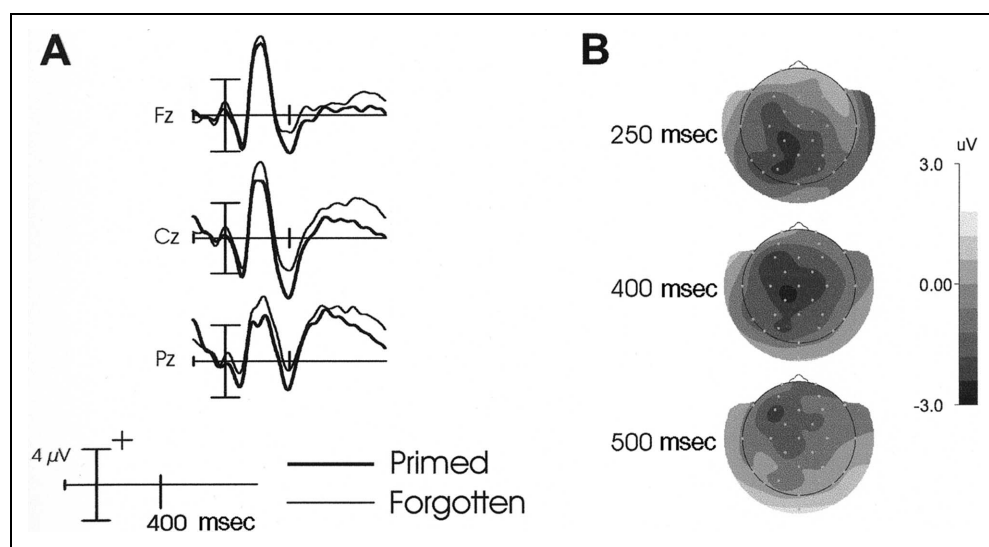 A
Fz
Cz
Pz
4 µV
+
400 msec
Primed
Forgotten
B
250 msec
400 msec
500 msec
uV
3.0
0.00
-3.0